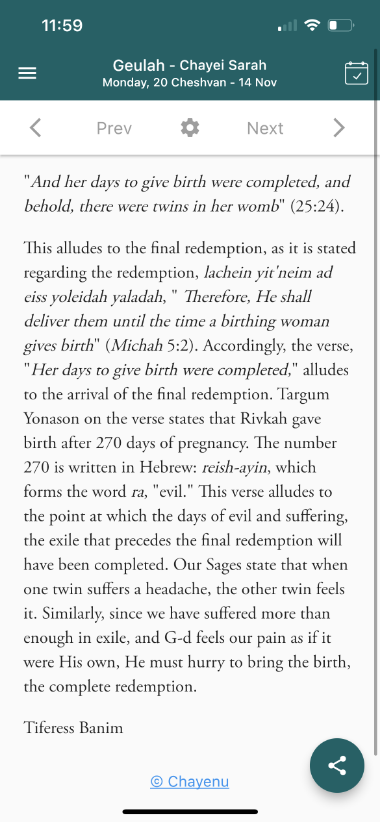 11:59
Geulah - Chayei Sarah
Monday, 20 Cheshvan - 14 Nov
Prev Next
"And her days to give birth were completed, and
behold, there were twins in her womb" (25:24).
This alludes to the final redemption, as it is stated
regarding the redemption, lachein yit'neim ad
eiss yoleidah yaladah, " Therefore, He shall
deliver them until the time a birthing woman
gives birth" (Michah 5:2). Accordingly, the verse,
"Her days to give birth were completed," alludes
to the arrival of the final redemption. Targum
Yonason on the verse states that Rivkah gave
birth after 270 days of pregnancy. The number
270 is written in Hebrew: reish-ayin, which
forms the word ra, "evil." This verse alludes to
the point at which the days of evil and suffering,
the exile that precedes the final redemption will
have been completed. Our Sages state that when
one twin suffers a headache, the other twin feels
it. Similarly, since we have suffered more than
enough in exile, and G-d feels our pain as if it
were His own, He must hurry to bring the birth,
the complete redemption.
Tiferess Banim
© Chayenu